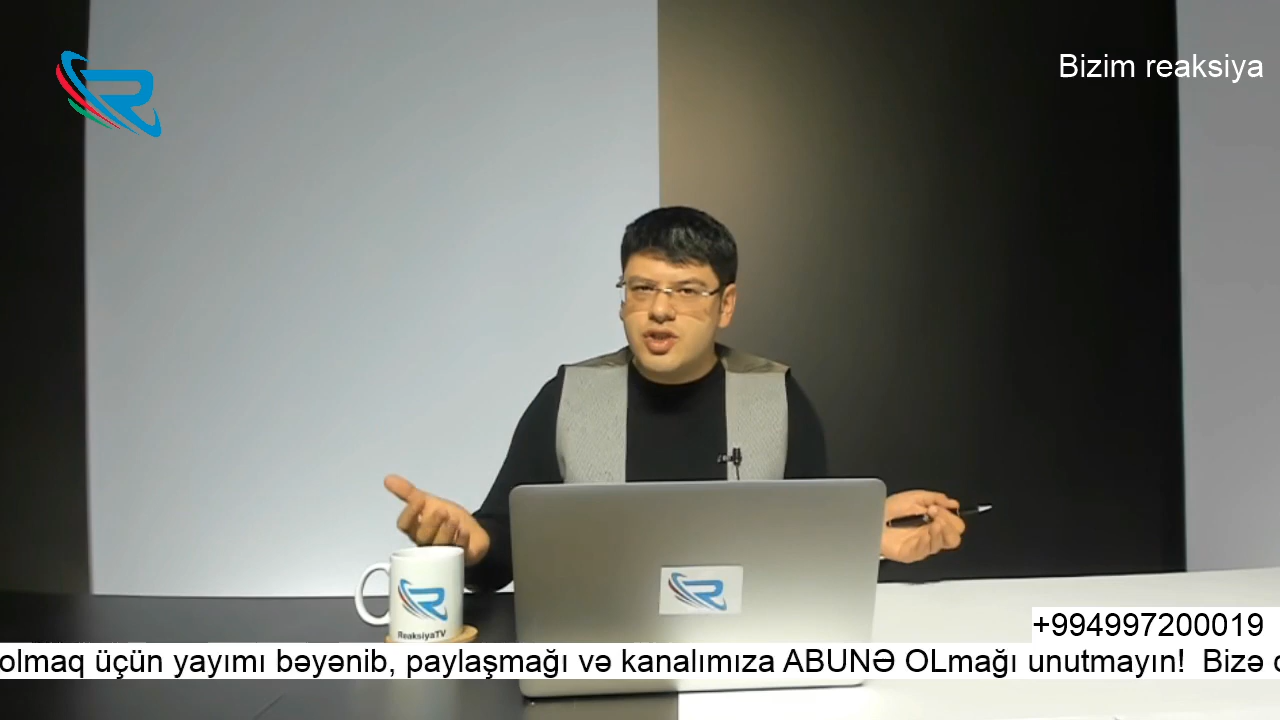 Bizim reaksiya
ReaksiyaTV
+994997200019
olmaq üçün yayımı bəyənib, paylaşmağı və kanalımıza ABUNƏ OLmağı unutmayın! Bizə